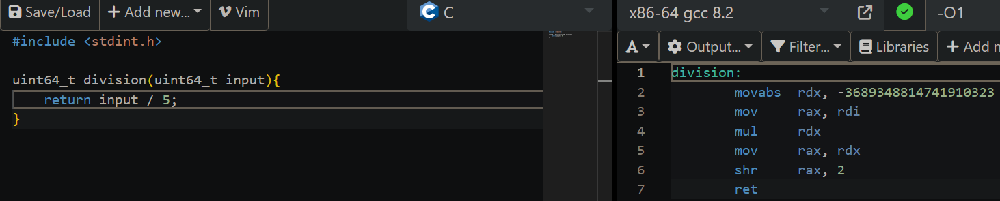 Save/Load + Add new... Vim C
#include <stdint.h>
uint64_t division(uint64_t input){
return input / 5;
}
x86-64 gcc 8.2 -O1
A Output... Filter... Libraries + Add n
1 division:
2 movabs rdx, -3689348814741910323
3 mov rax, rdi
4 mul rdx
5 mov rax, rdx
6 shr rax, 2
7 ret